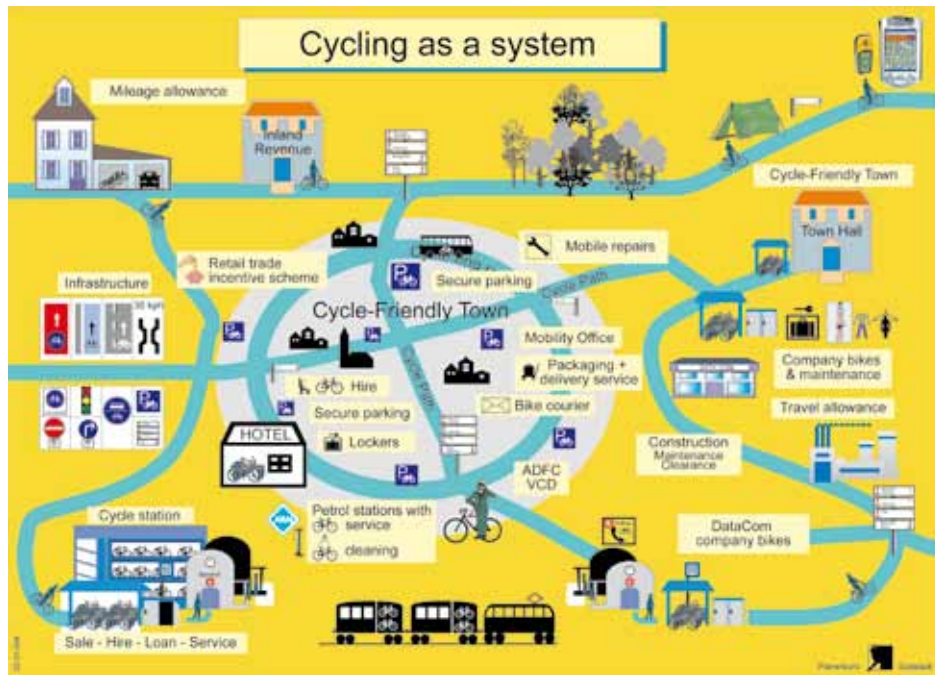 Cycling as a system
Mileage allowance
Inland
Revenue
Cycle-Friendly Town
Town Hall
Retail trade
incentive scheme
Mobile repairs
Secure parking
Infrastructure
30 kph
Cycle Path
Cycle-Friendly Town
Cycle Path
Mobility Office
Packaging +
delivery service
Bike courier
Hire
Secure parking
Lockers
HOTEL
Company bikes
& maintenance
Travel allowance
Construction
Maintenance
Clearance
ADFC
VCD
Petrol stations with
service
cleaning
Cycle station
DataCom
company bikes
Sale - Hire - Loan - Service